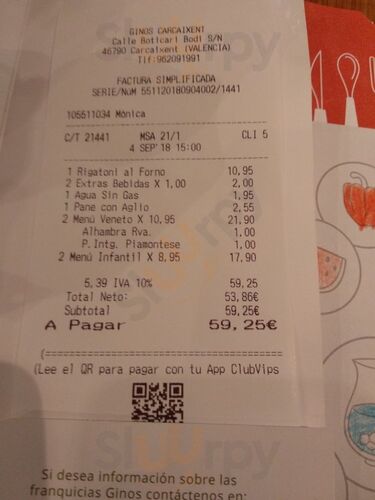 GINOS CARCAIXENT
Calle Boticari Bodi S/N
46790 Carcaixent (VALENCIA)
Tlf:962091991
FACTURA SIMPLIFICADA
SERIE/NUM 551120180904002/1441
105511034 Mònica
C/T 21441 MSA 21/1 CLI 5
4 SEP'18 15:00
1 Rigatoni al Forno 10,95
2 Extras Bebidas X 1,00 2,00
1 Agua Sin Gas 1,95
1 Pane con Aglio 2,55
2 Menú Veneto X 10,95 21,90
Alhambra Rva. 1,00
P.Intg. Piamontese 1,00
2 Menú Infantil X 8,95 17,90
5,39 IVA 10% 59,25
Total Neto: 53,86€
Subtotal 59,25€
A Pagar 59,25€
(==============================
(Lee el QR para pagar con tu App ClubVips
Si desea información sobre las
franquicias Ginos contáctenos en: